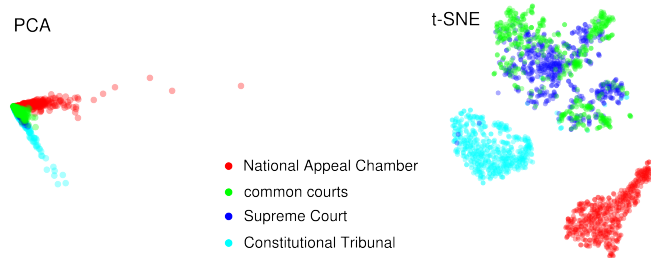 PCA
t-SNE
National Appeal Chamber
common courts
Supreme Court
Constitutional Tribunal